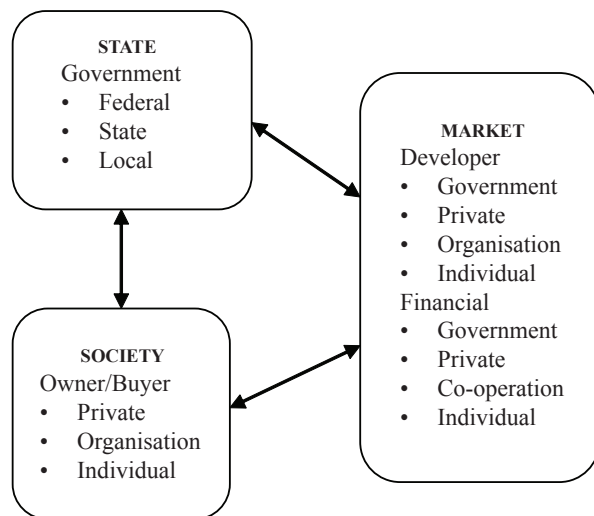 STATE
Government
• Federal
• State
• Local
MARKET
Developer
• Government
• Private
• Organisation
• Individual
Financial
• Government
• Private
• Co-operation
• Individual
SOCIETY
Owner/Buyer
• Private
• Organisation
• Individual